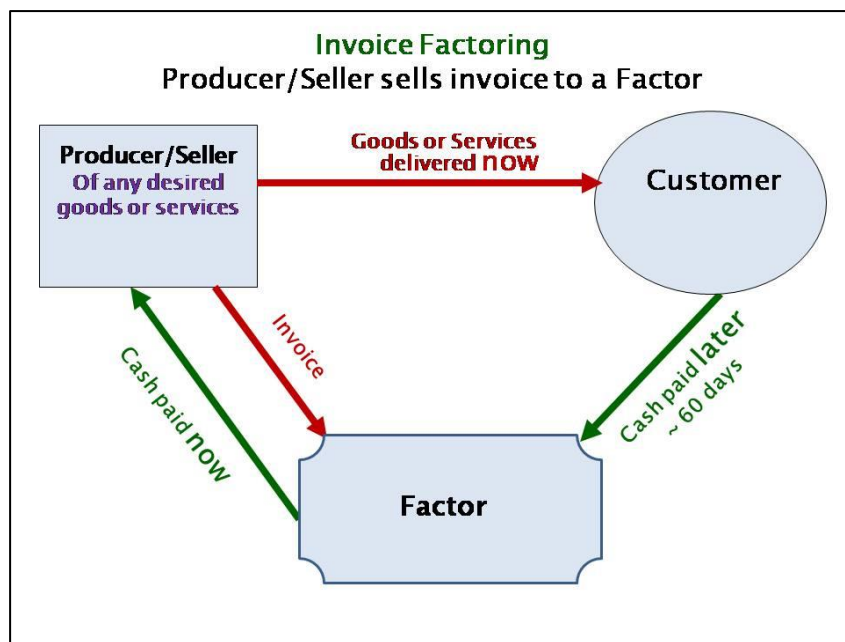 Invoice Factoring
Producer/Seller sells invoice to a Factor
Producer/Seller
Of any desired
goods or services
Goods or Services
delivered now
Customer
Invoice
Cash paid now
Cash paid later
~ 60 days
Factor